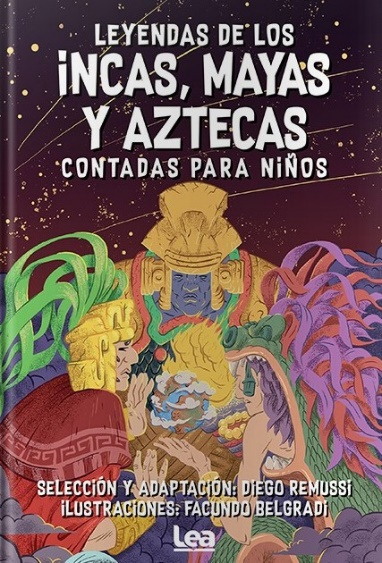 LEYENDAS DE LOS
iNCAS, MAYAS
Y AZTECAS
CONTADAS PARA NiÑOS
SELECCiÓN Y ADAPTACiÓN: DiEGO REMUSSi
iLUSTRACiONES: FACUNDO BELGRADi
Lea